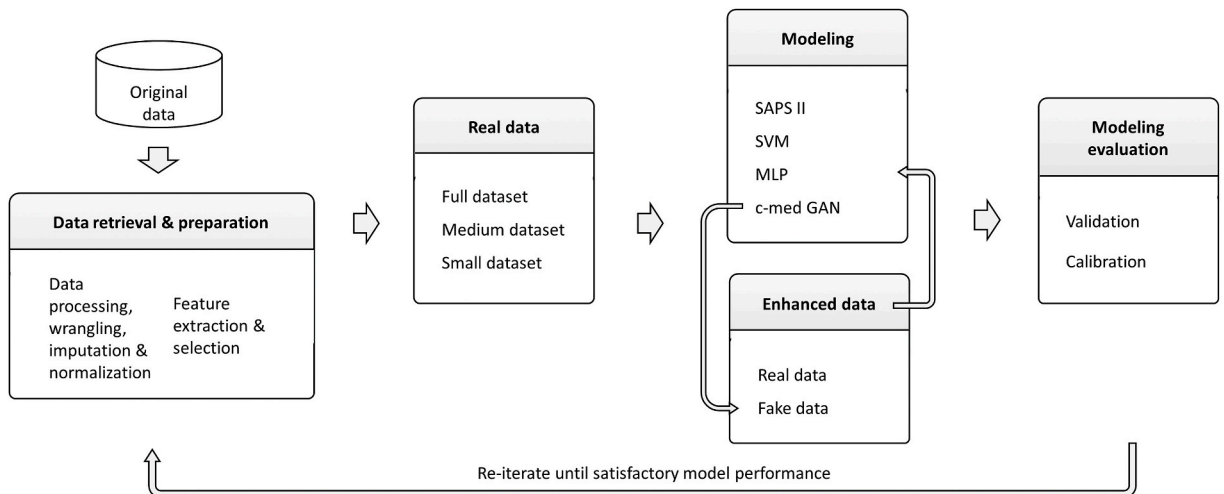 Original
data
Data retrieval & preparation
Data
processing,
wrangling,
imputation &
normalization
Feature
extraction &
selection
Real data
Full dataset
Medium dataset
Small dataset
Modeling
SAPS II
SVM
MLP
c-med GAN
Enhanced data
Real data
Fake data
Modeling
evaluation
Validation
Calibration
Re-iterate until satisfactory model performance